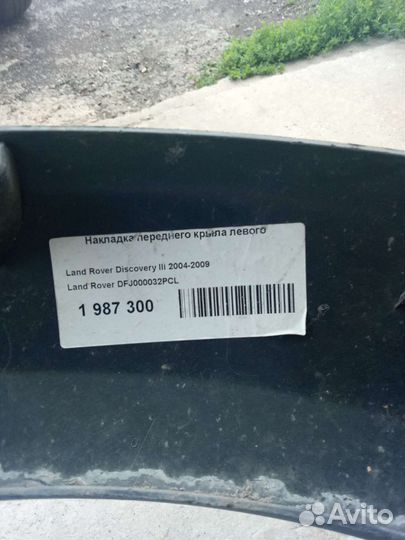 Накладка переднего крыла левого
Land Rover Discovery III 2004-2009
Land Rover DFJ000032PCL
1 987 300
Avito